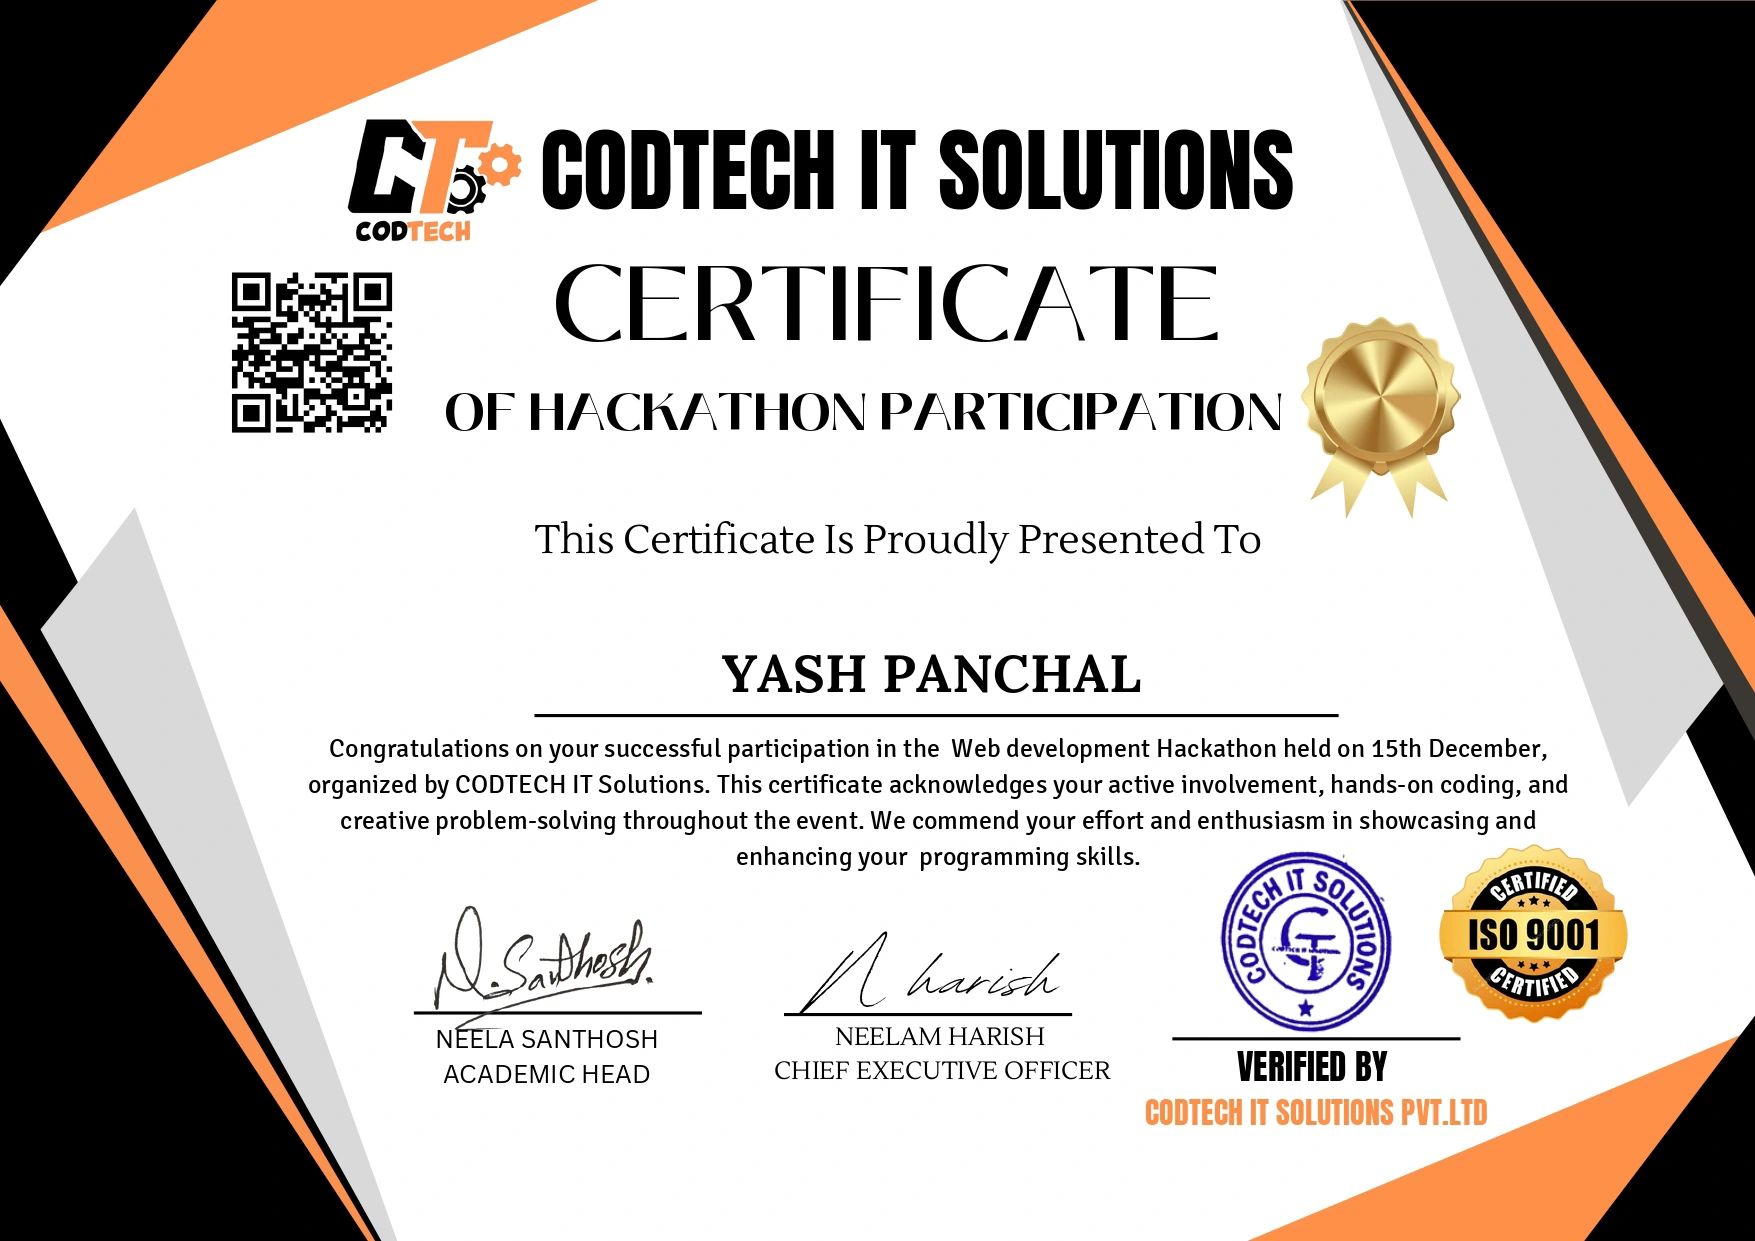 CT
CODTECH
CODTECH IT SOLUTIONS
CERTIFICATE
OF HACKATHON PARTICIPATION
This Certificate Is Proudly Presented To
YASH PANCHAL
Congratulations on your successful participation in the Web development Hackathon held on 15th December,
organized by CODTECH IT Solutions. This certificate acknowledges your active involvement, hands-on coding, and
creative problem-solving throughout the event. We commend your effort and enthusiasm in showcasing and
enhancing your programming skills.
N.Santhosh.
NEELA SANTHOSH
ACADEMIC HEAD
N harish
NEELAM HARISH
CHIEF EXECUTIVE OFFICER
CODTECH IT SOLUTIONS
CT
VERIFIED BY
CODTECH IT SOLUTIONS PVT.LTD
CERTIFIED
ISO 9001
CERTIFIED